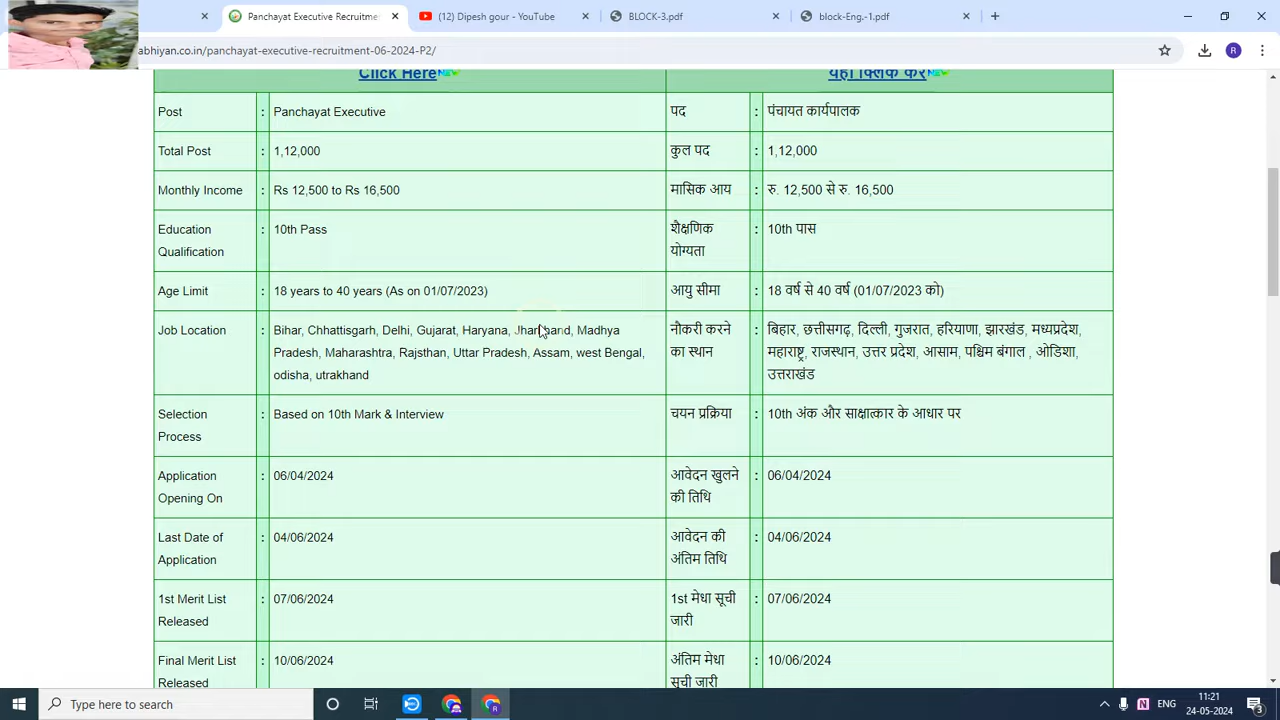 Panchayat Executive Recruitme
(12) Dipesh gour - YouTube
BLOCK-3.pdf
block-Eng.-1.pdf
abhiyan.co.in/panchayat-executive-recruitment-06-2024-P2/
R
Click Here
यहाँ क्लिक करें
Post : Panchayat Executive पद : पंचायत कार्यपालक
Total Post : 1,12,000 कुल पद : 1,12,000
Monthly Income : Rs 12,500 to Rs 16,500 मासिक आय : रु. 12,500 से रु. 16,500
Education : 10th Pass शैक्षणिक : 10th पास
Qualification योग्यता
Age Limit : 18 years to 40 years (As on 01/07/2023) आयु सीमा : 18 वर्ष से 40 वर्ष (01/07/2023 को)
Job Location : Bihar, Chhattisgarh, Delhi, Gujarat, Haryana, Jharkhand, Madhya नौकरी करने : बिहार, छत्तीसगढ़, दिल्ली, गुजरात, हरियाणा, झारखंड, मध्यप्रदेश,
Pradesh, Maharashtra, Rajsthan, Uttar Pradesh, Assam, west Bengal, का स्थान महाराष्ट्र, राजस्थान, उत्तर प्रदेश, आसाम, पश्चिम बंगाल , ओडिशा,
odisha, utrakhand उत्तराखंड
Selection : Based on 10th Mark & Interview चयन प्रक्रिया : 10th अंक और साक्षात्कार के आधार पर
Process
Application : 06/04/2024 आवेदन खुलने : 06/04/2024
Opening On की तिथि
Last Date of : 04/06/2024 आवेदन की : 04/06/2024
Application अंतिम तिथि
1st Merit List : 07/06/2024 1st मेधा सूची : 07/06/2024
Released जारी
Final Merit List : 10/06/2024 अंतिम मेधा : 10/06/2024
Released सूची जारी
Type here to search
ENG
11:21
24-05-2024
3